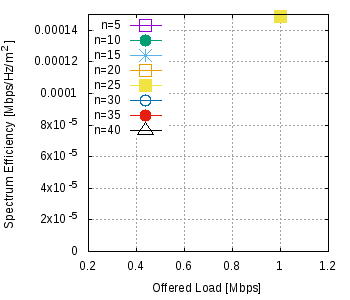 Spectrum Efficiency [Mbps/Hz/m²]
0.00014
0.00012
0.0001
8x10⁻⁵
6x10⁻⁵
4x10⁻⁵
2x10⁻⁵
0
n=5
n=10
n=15
n=20
n=25
n=30
n=35
n=40
0.2 0.4 0.6 0.8 1 1.2
Offered Load [Mbps]